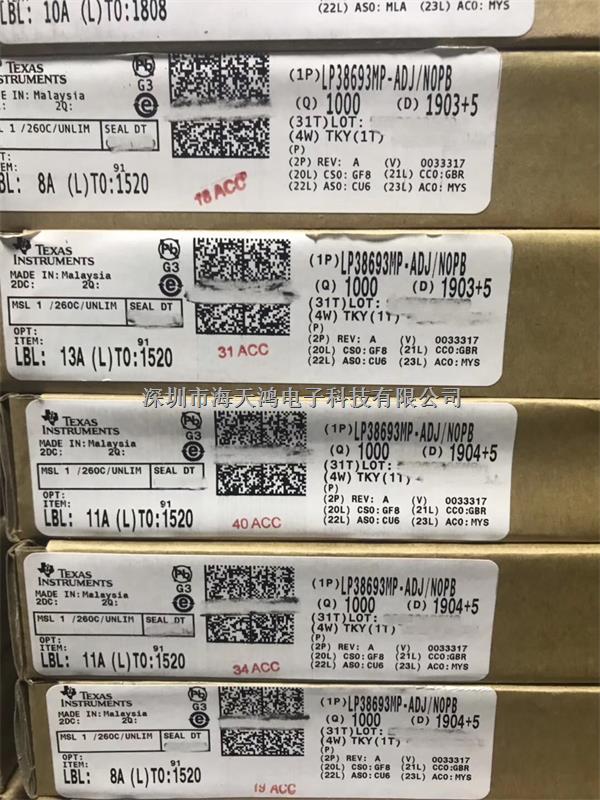 LBL: 10A (L)TO:1808
(22L) ASO: MLA (23L) ACO: MYS
TEXAS
INSTRUMENTS
MADE IN: Malaysia
2Q:
G3
e
MSL 1 /260C/UNLIM
SEAL DT
91
LBL: 8A (L)TO:1520
18 ACC
(1P)LP38693MP-ADJ/NOPB
(Q) 1000 (D) 1903+5
(31T)LOT:
(4W) TKY(1T)
(P)
(2P) REV: A (V) 0033317
(20L) CSO:GF8 (21L) CCO:GBR
(22L) ASO:CU6 (23L) ACO:MYS
TEXAS
INSTRUMENTS
MADE IN:Malaysia
2DC: 2Q:
Pb
G3
e
MSL 1 /260C/UNLIM
SEAL DT
OPT:
ITEM:
91
LBL: 13A (L)TO:1520
31 ACC
(1P)LP38693MP-ADJ/NOPB
(Q) 1000 (D) 1903+5
(31T)LOT:
(4W) TKY(1T)
(P)
(2P) REV: A (V) 0033317
(20L) CSO:GF8 (21L) CCO:GBR
(22L) ASO:CU6 (23L) ACO:MYS
深圳市海天鸿电子科技有限公司
TEXAS
INSTRUMENTS
MADE IN:Malaysia
2DC: 2Q:
Pb
G3
e
MSL 1 /260C/UNLIM
SEAL DT
OPT:
ITEM:
91
LBL: 11A (L)TO:1520
40 ACC
(1P)LP38693MP-ADJ/NOPB
(Q) 1000 (D) 1904+5
(31T)LOT:
(4W) TKY(1T)
(P)
(2P) REV: A (V) 0033317
(20L) CSO:GF8 (21L) CCO:GBR
(22L) ASO:CU6 (23L) ACO:MYS
TEXAS
INSTRUMENTS
MADE IN:Malaysia
2DC: 2Q:
Pb
G3
e
MSL 1 /260C/UNLIM
SEAL DT
OPT:
ITEM:
91
LBL: 11A (L)TO:1520
34 ACC
(1P)LP38693MP-ADJ/NOPB
(Q) 1000 (D) 1904+5
(31T)LOT:
(4W) TKY(1T)
(P)
(2P) REV: A (V) 0033317
(20L) CSO:GF8 (21L) CCO:GBR
(22L) ASO:CU6 (23L) ACO:MYS
TEXAS
INSTRUMENTS
MADE IN:Malaysia
2DC: 2Q:
Pb
G3
e
MSL 1 /260C/UNLIM
SEAL DT
OPT:
ITEM:
91
LBL: 8A (L)TO:1520
19 ACC
(1P)LP38693MP-ADJ/NOPB
(Q) 1000 (D) 1904+5
(31T)LOT:
(4W) TKY(1T)
(P)
(2P) REV: A (V) 0033317
(20L) CSO:GF8 (21L) CCO:GBR
(22L) ASO:CU6 (23L) ACO:MYS